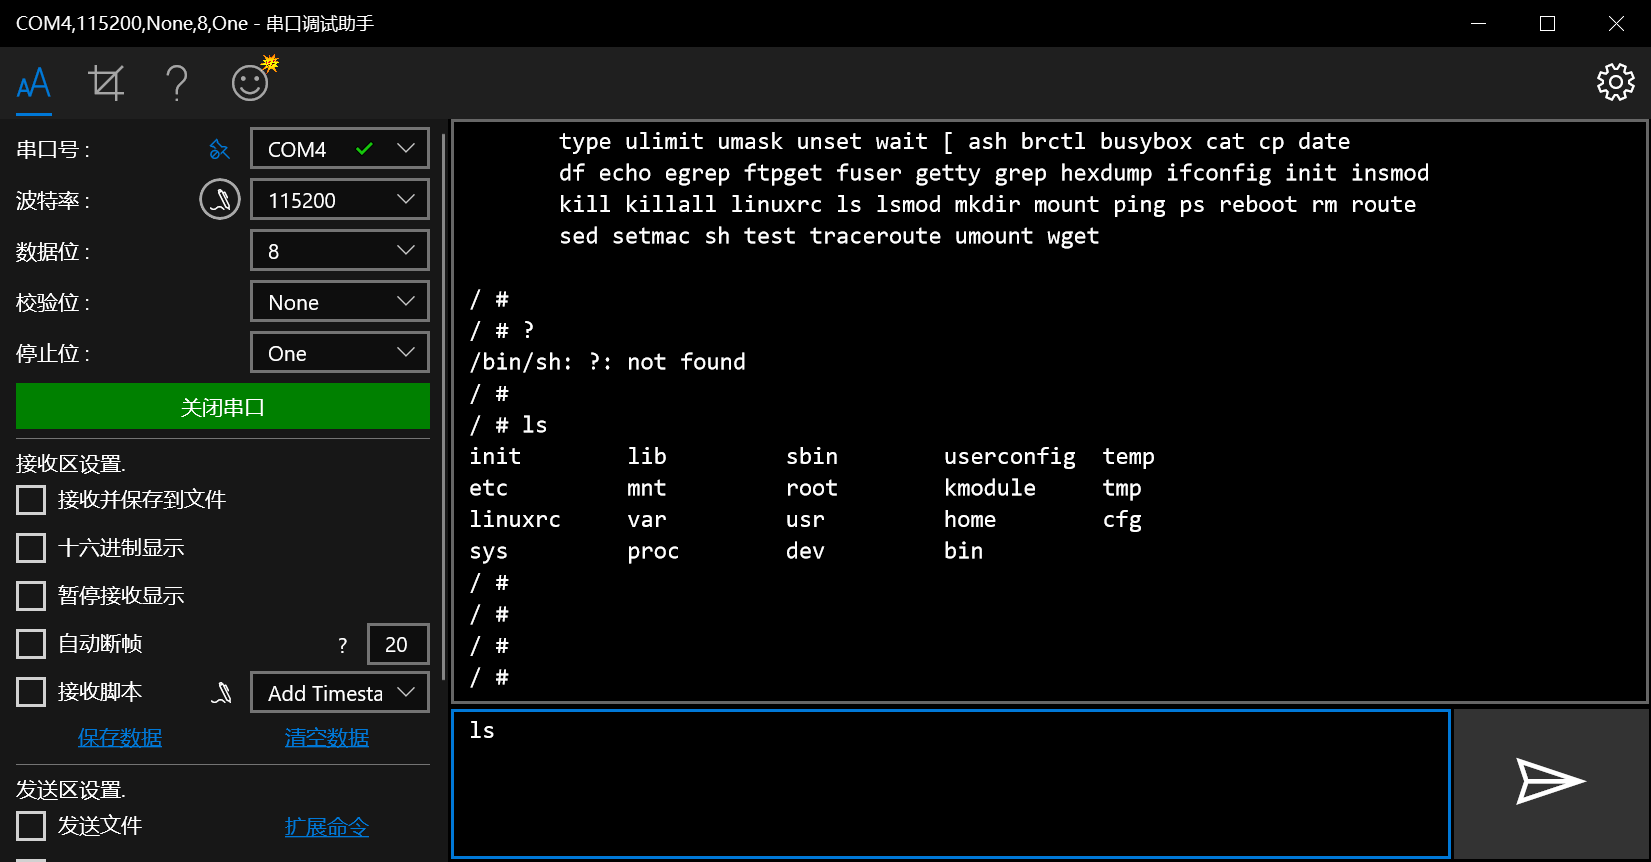 COM4,115200,None,8,One - 串口调试助手
串口号 :
COM4
波特率 :
115200
数据位 :
8
校验位 :
None
停止位 :
One
关闭串口
接收区设置.
接收并保存到文件
十六进制显示
暂停接收显示
自动断帧
?
20
接收脚本
Add Timesta
保存数据
清空数据
发送区设置.
发送文件
扩展命令
type ulimit umask unset wait [ ash brctl busybox cat cp date
df echo egrep ftpget fuser getty grep hexdump ifconfig init insmod
kill killall linuxrc ls lsmod mkdir mount ping ps reboot rm route
sed setmac sh test traceroute umount wget
/ #
/ # ?
/bin/sh: ?: not found
/ #
/ # ls
init lib sbin userconfig temp
etc mnt root kmodule tmp
linuxrc var usr home cfg
sys proc dev bin
/ #
/ #
/ #
/ #
ls